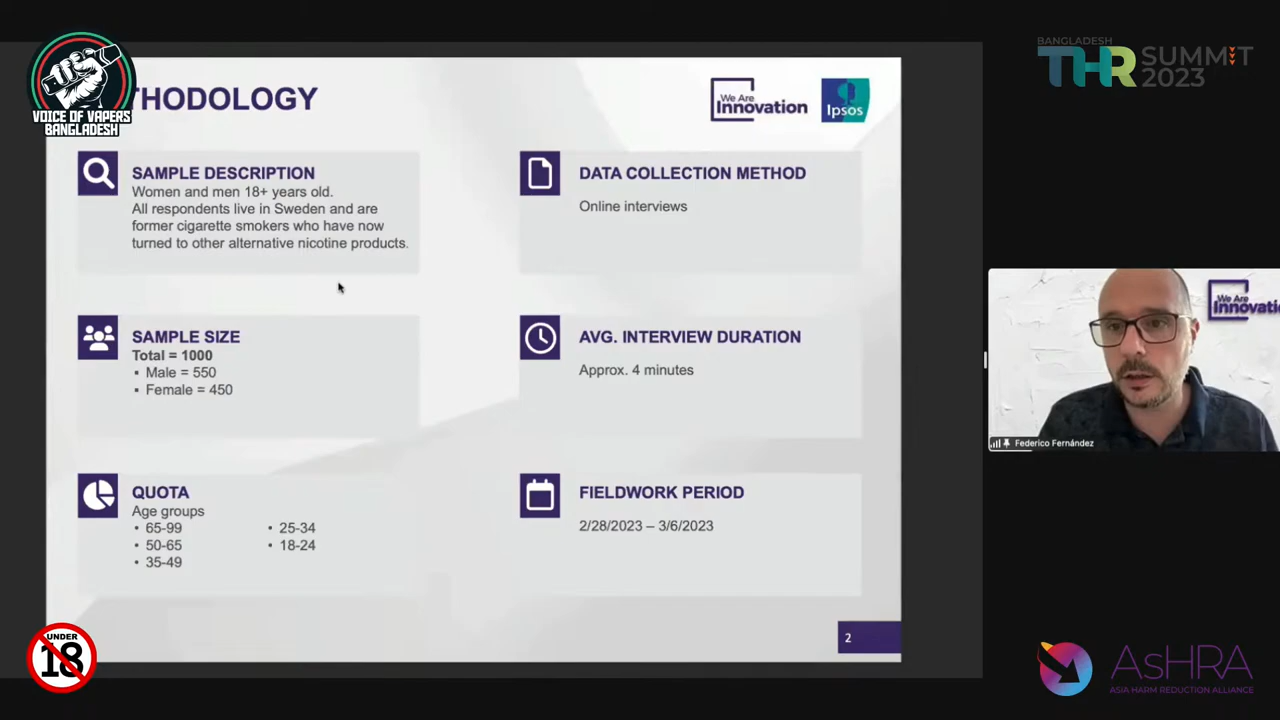 VOICE OF VAPERS
BANGLADESH
THODOLOGY
We Are
Innovation
Ipsos
BANGLADESH
THR SUMMIT
2023
SAMPLE DESCRIPTION
Women and men 18+ years old.
All respondents live in Sweden and are
former cigarette smokers who have now
turned to other alternative nicotine products.
DATA COLLECTION METHOD
Online interviews
SAMPLE SIZE
Total = 1000
▪ Male = 550
▪ Female = 450
AVG. INTERVIEW DURATION
Approx. 4 minutes
We Are
Innovatio
Federico Fernández
QUOTA
Age groups
▪ 65-99
▪ 50-65
▪ 35-49
▪ 25-34
▪ 18-24
FIELDWORK PERIOD
2/28/2023 – 3/6/2023
2
UNDER
18
AsHRA
ASIA HARM REDUCTION ALLIANCE